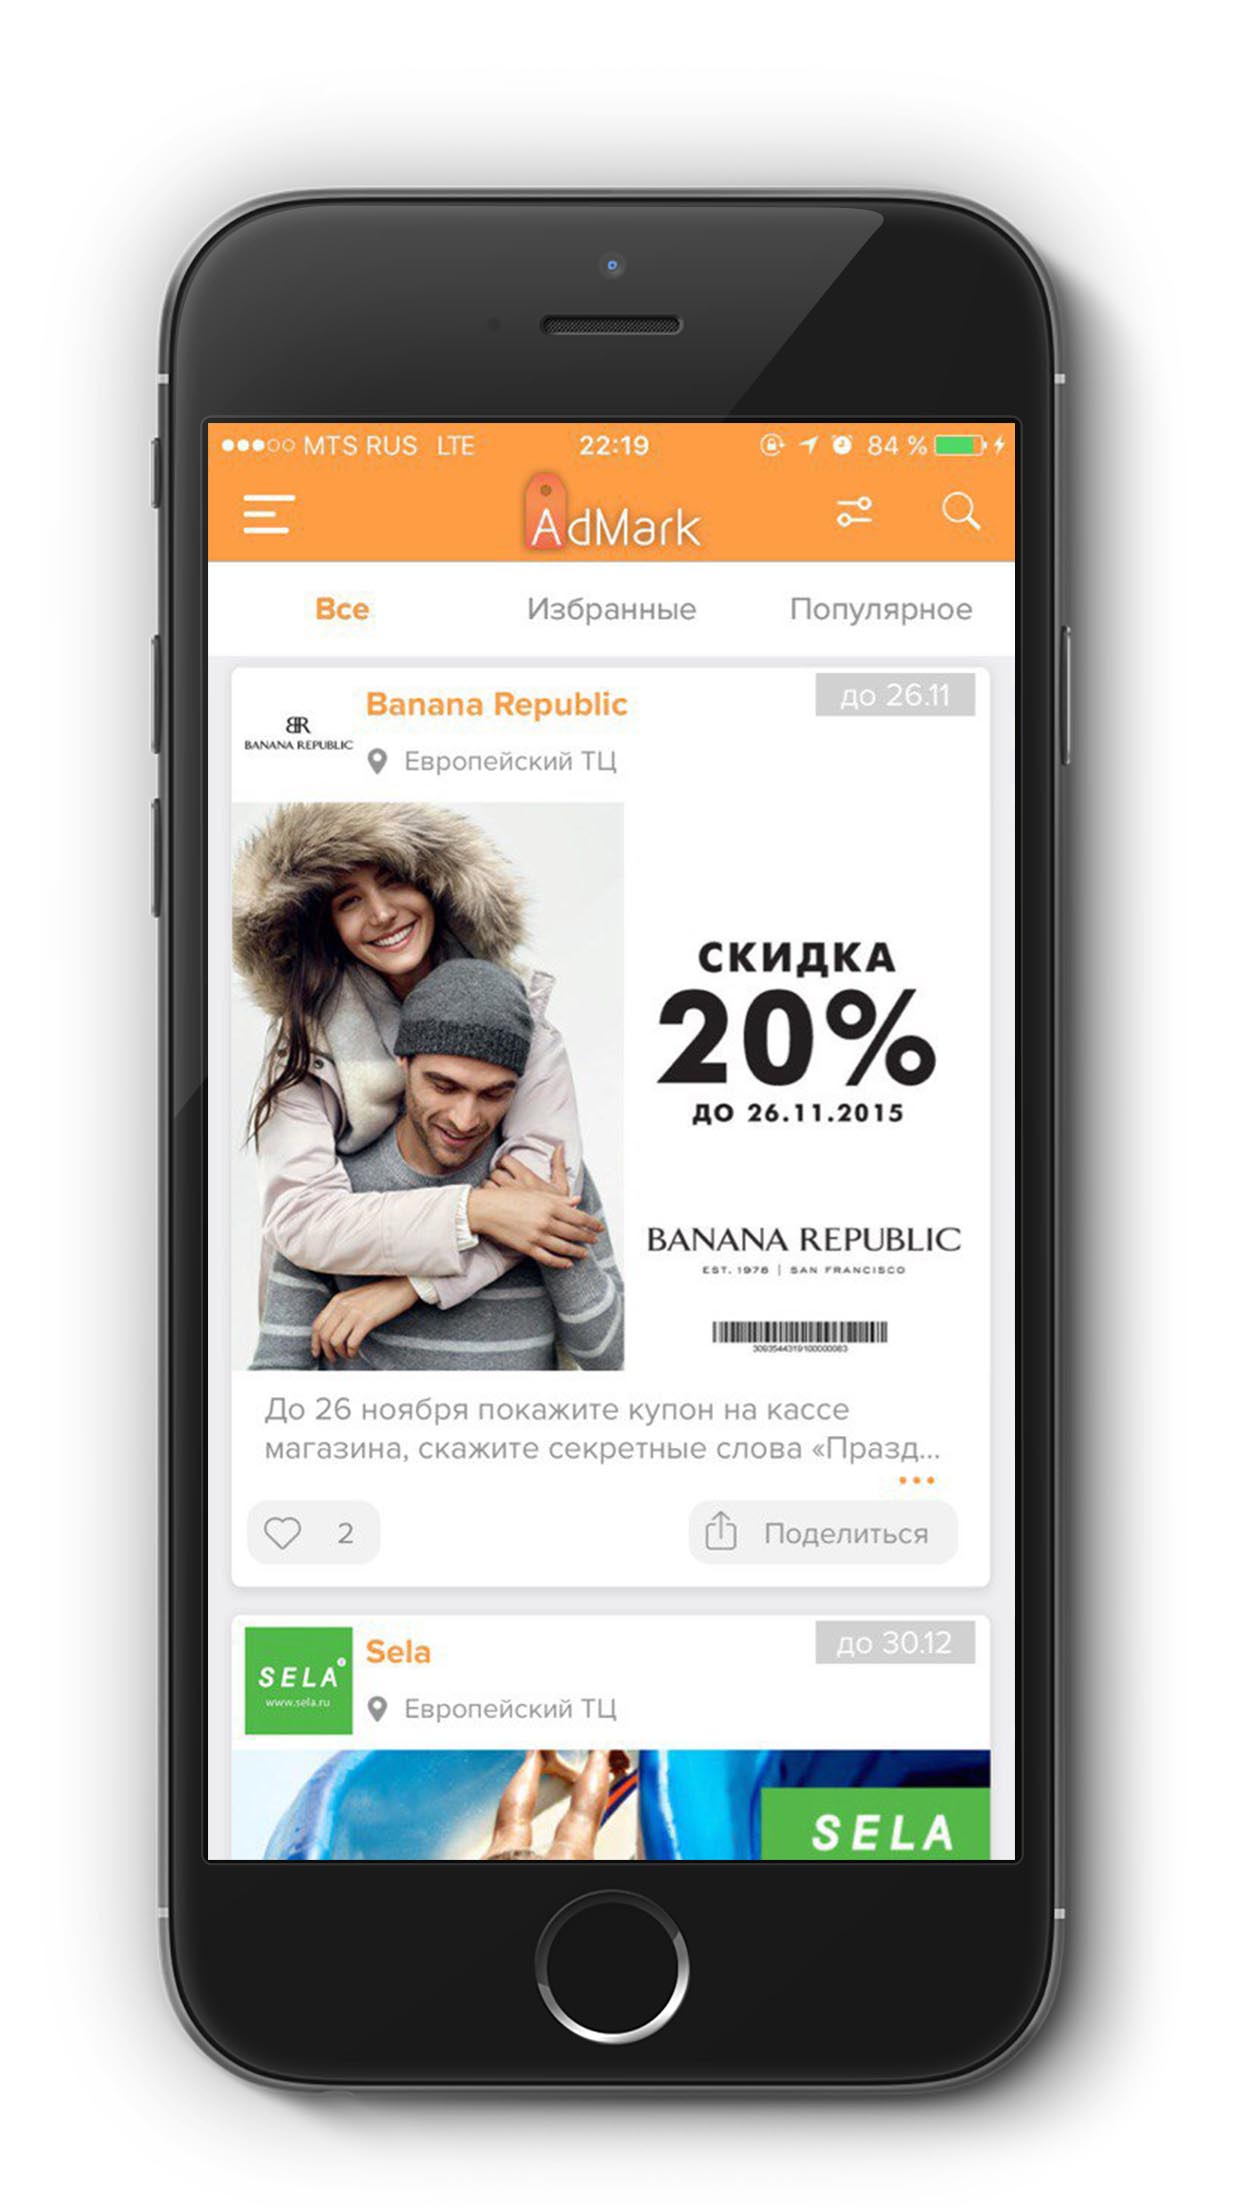 MTS RUS LTE 22:19 84 %
AdMark
Все Избранные Популярное
Banana Republic до 26.11
BR
BANANA REPUBLIC
Европейский ТЦ
СКИДКА
20%
ДО 26.11.2015
BANANA REPUBLIC
EST. 1978 | SAN FRANCISCO
До 26 ноября покажите купон на кассе
магазина, скажите секретные слова «Празд...
2 Поделиться
Sela до 30.12
SELA
www.sela.ru
Европейский ТЦ
SELA